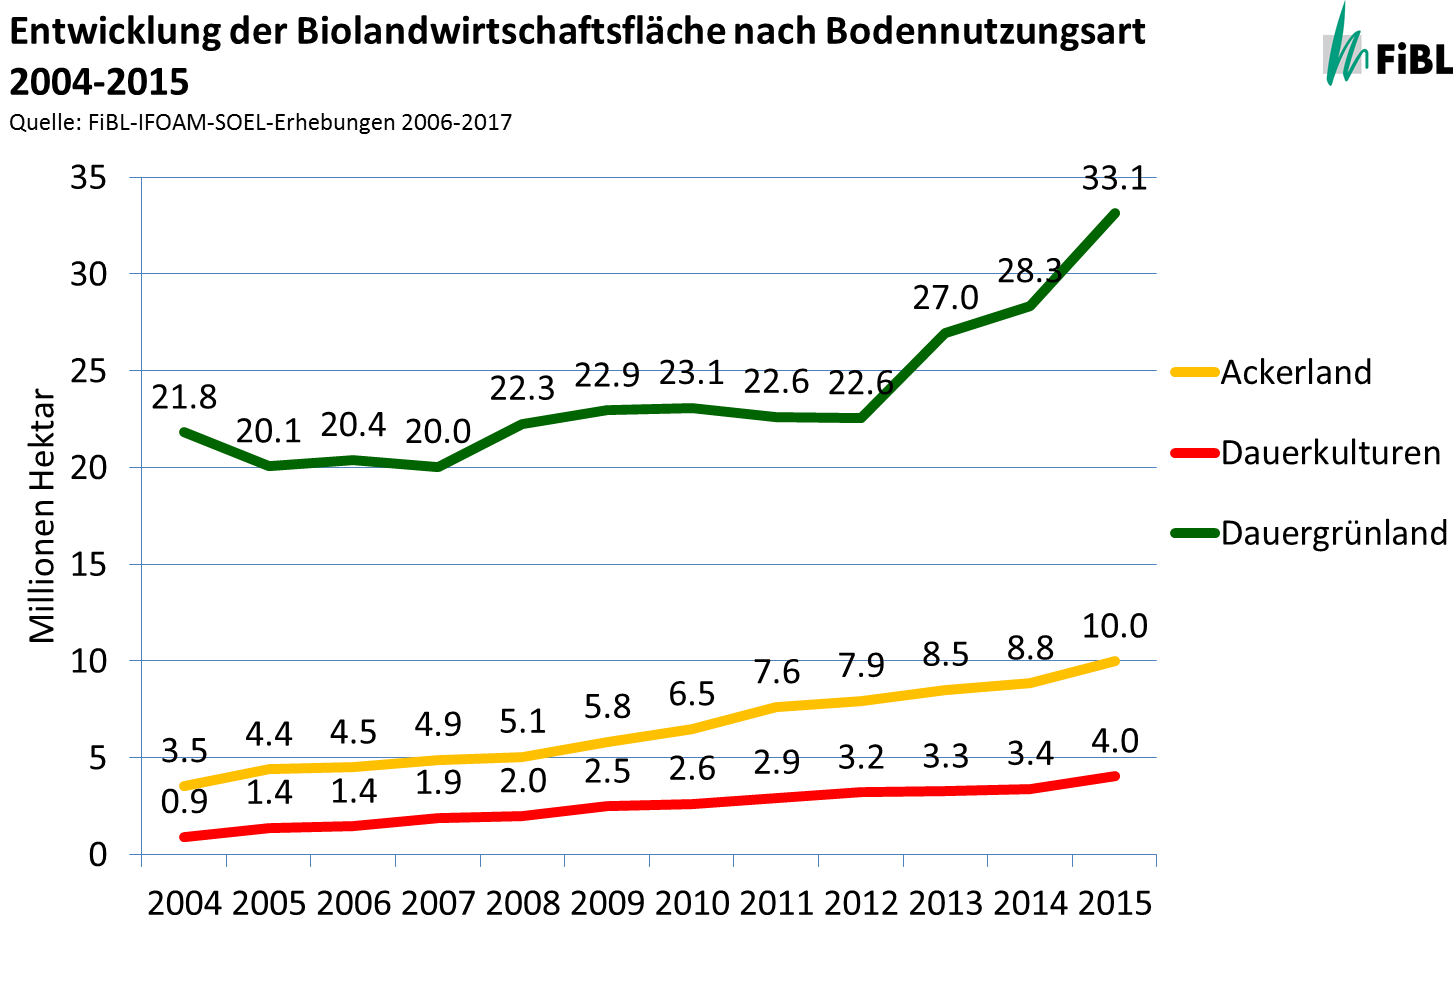 Entwicklung der Biolandwirtschaftsfläche nach Bodennutzungsart
2004-2015
Quelle: FiBL-IFOAM-SOEL-Erhebungen 2006-2017
FiBL
Millionen Hektar
35
30
25
20
15
10
5
0
21.8 20.1 20.4 20.0 22.3 22.9 23.1 22.6 22.6 27.0 28.3 33.1
3.5 4.4 4.5 4.9 5.1 5.8 6.5 7.6 7.9 8.5 8.8 10.0
0.9 1.4 1.4 1.9 2.0 2.5 2.6 2.9 3.2 3.3 3.4 4.0
2004 2005 2006 2007 2008 2009 2010 2011 2012 2013 2014 2015
Ackerland
Dauerkulturen
Dauergrünland